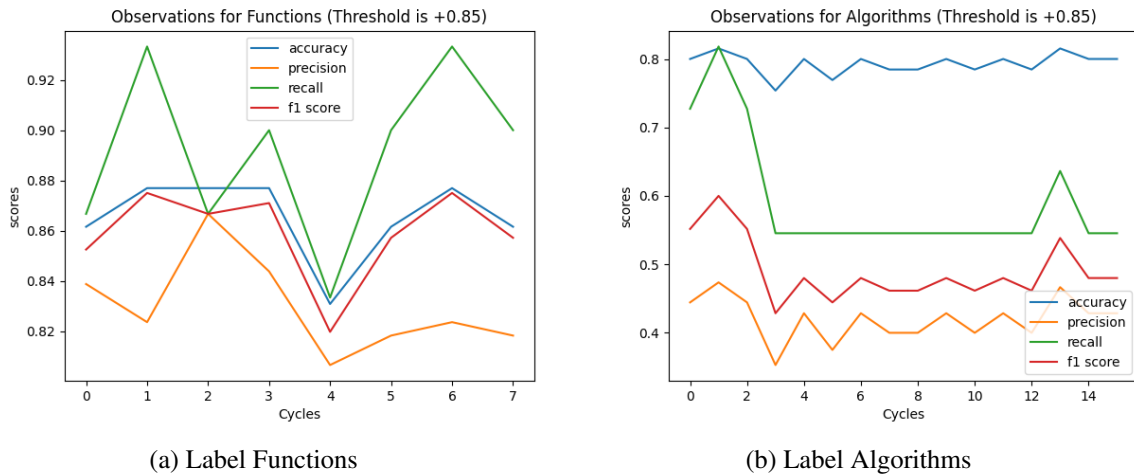 Observations for Functions (Threshold is +0.85)
accuracy
precision
recall
f1 score
scores
0.92
0.90
0.88
0.86
0.84
0.82
0 1 2 3 4 5 6 7
Cycles
(a) Label Functions
Observations for Algorithms (Threshold is +0.85)
scores
0.8
0.7
0.6
0.5
0.4
accuracy
precision
recall
f1 score
0 2 4 6 8 10 12 14
Cycles
(b) Label Algorithms